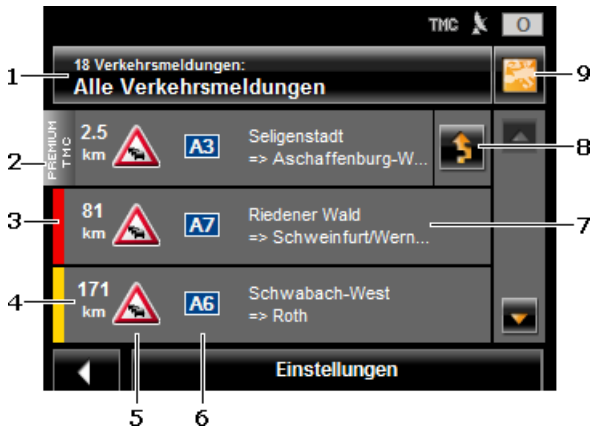 TMC O
18 Verkehrsmeldungen:
Alle Verkehrsmeldungen
1
9
PREMIUM
TMC
2.5
km
A3
Seligenstadt
=> Aschaffenburg-W...
2
8
81
km
A7
Riedener Wald
=> Schweinfurt/Wern...
3
7
171
km
A6
Schwabach-West
=> Roth
4
Einstellungen
5 6